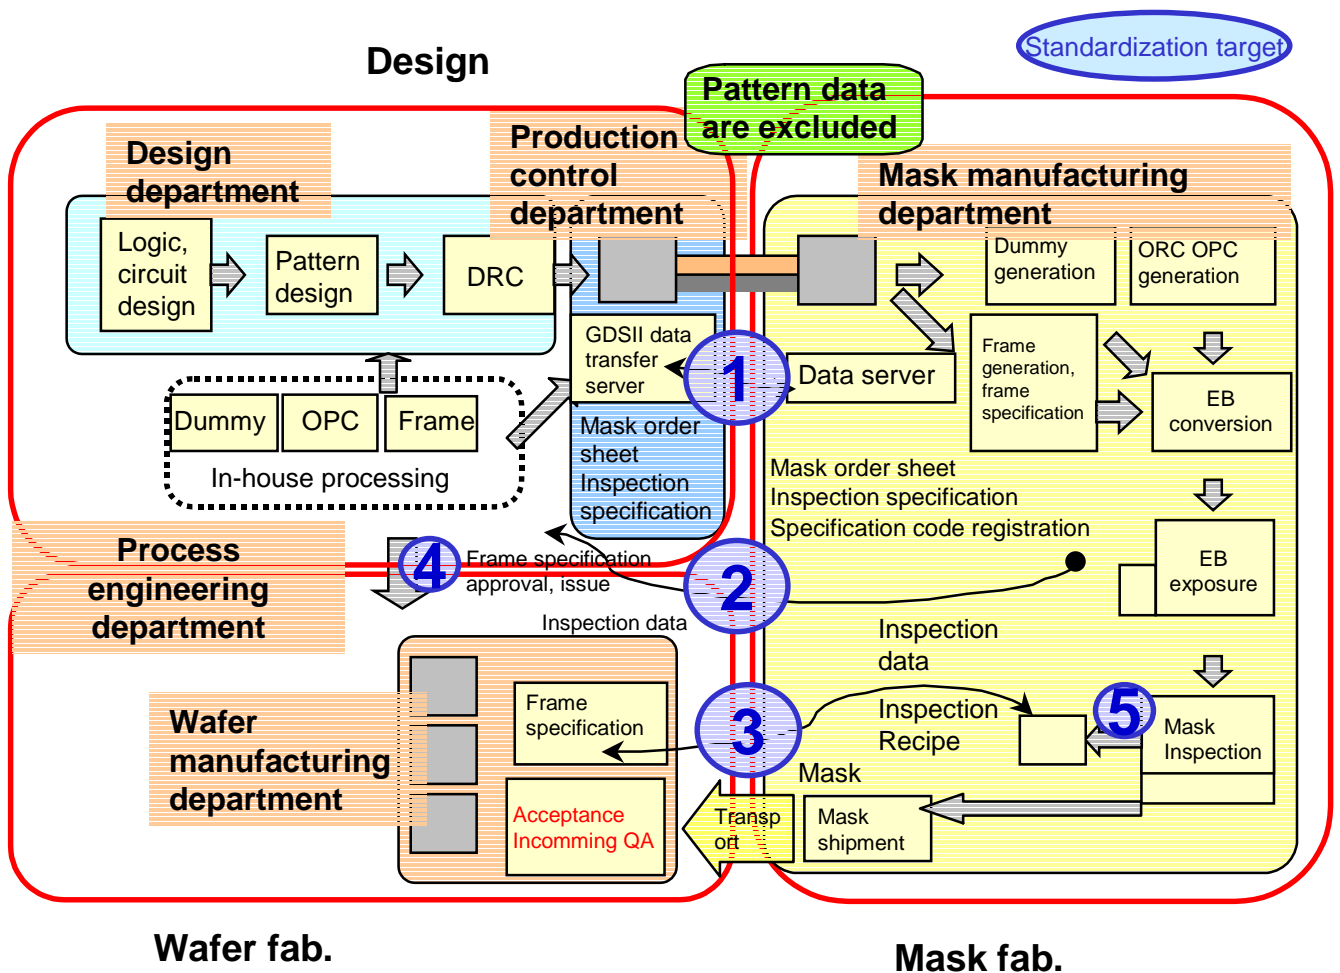 Standardization target
Design
Pattern data
are excluded
Design
department
Production
control
department
Mask manufacturing
department
Logic,
circuit
design
Pattern
design
DRC
Dummy
generation
ORC OPC
generation
GDSII data
transfer
server
1
Data server
Frame
generation,
frame
specification
EB
conversion
Dummy
OPC
Frame
In-house processing
Mask order
sheet
Inspection
specification
Mask order sheet
Inspection specification
Specification code registration
Process
engineering
department
4
Frame specification
approval, issue
2
EB
exposure
Inspection data
Inspection
data
Wafer
manufacturing
department
Frame
specification
3
Inspection
Recipe
5
Mask
Inspection
Mask
Acceptance
Incomming QA
Transp
ort
Mask
shipment
Wafer fab.
Mask fab.